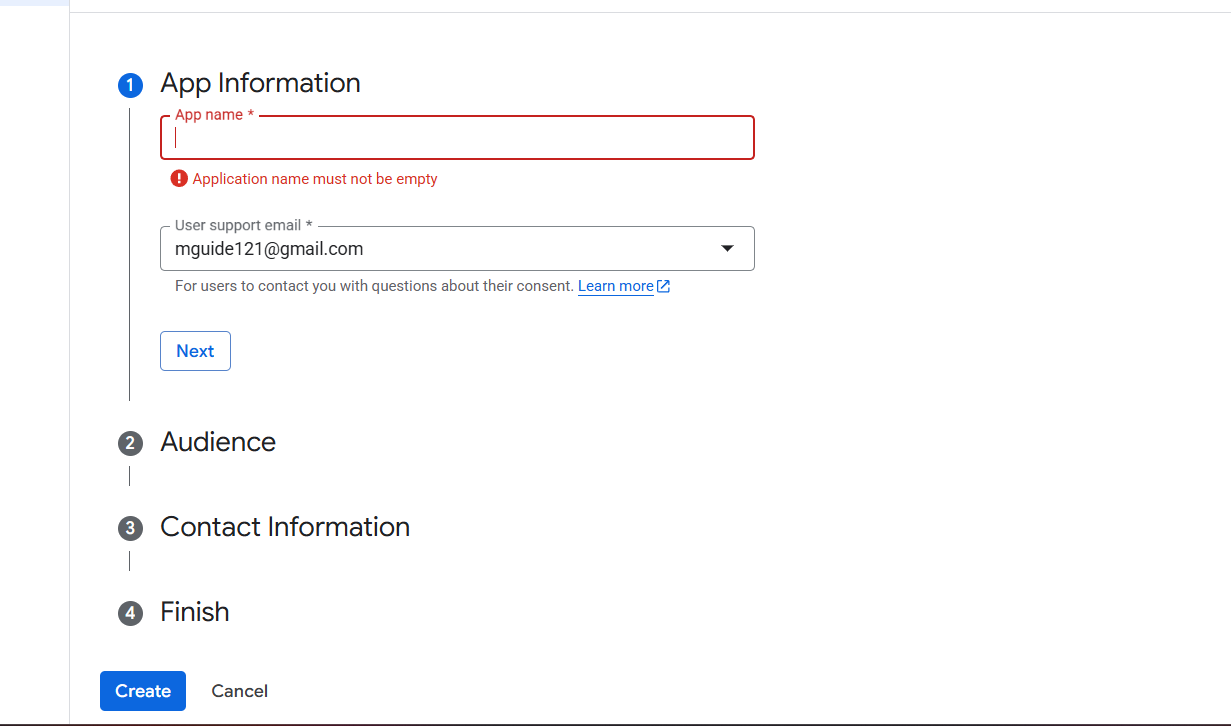 1 App Information
App name *
! Application name must not be empty
User support email *
mguide121@gmail.com
For users to contact you with questions about their consent. Learn more
Next
2 Audience
3 Contact Information
4 Finish
Create Cancel